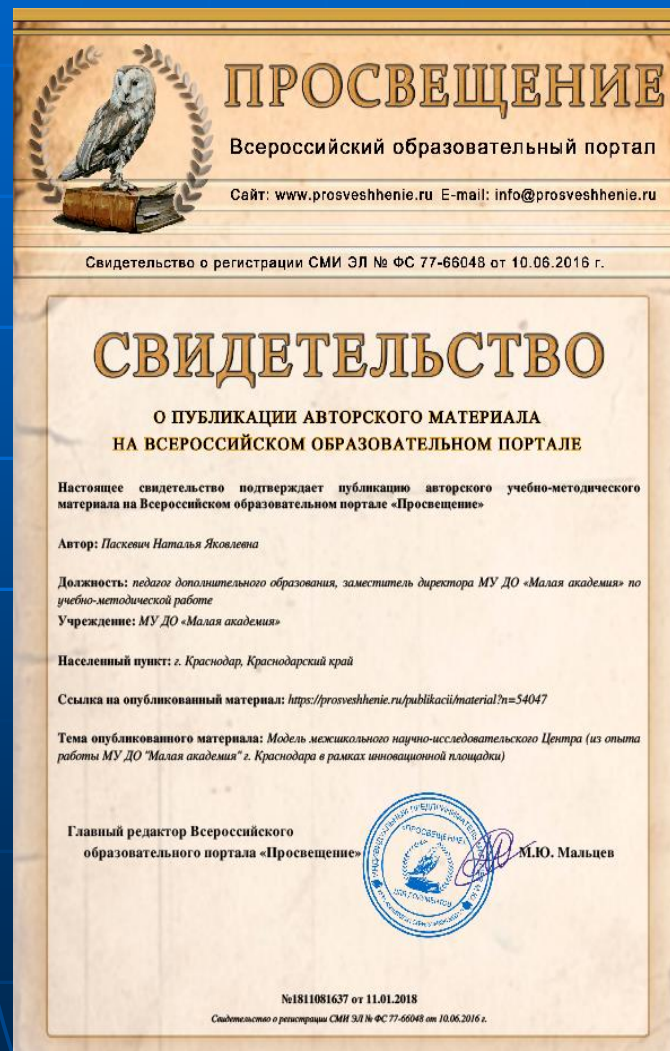 ПРОСВЕЩЕНИЕ
Всероссийский образовательный портал
Сайт: www.prosveshhenie.ru E-mail: info@prosveshhenie.ru
Свидетельство о регистрации СМИ ЭЛ № ФС 77-66048 от 10.06.2016 г.
СВИДЕТЕЛЬСТВО
О ПУБЛИКАЦИИ АВТОРСКОГО МАТЕРИАЛА
НА ВСЕРОССИЙСКОМ ОБРАЗОВАТЕЛЬНОМ ПОРТАЛЕ
Настоящее свидетельство подтверждает публикацию авторского учебно-методического
материала на Всероссийском образовательном портале «Просвещение»
Автор: Паскевич Наталья Яковлевна
Должность: педагог дополнительного образования, заместитель директора МУ ДО «Малая академия» по
учебно-методической работе
Учреждение: МУ ДО «Малая академия»
Населенный пункт: г. Краснодар, Краснодарский край
Ссылка на опубликованный материал: https://prosveshhenie.ru/publikacii/material?n=54047
Тема опубликованного материала: Модель межшкольного научно-исследовательского Центра (из опыта
работы МУ ДО "Малая академия" г. Краснодара в рамках инновационной площадки)
Главный редактор Всероссийского
образовательного портала «Просвещение»
М.Ю. Мальцев
ИНДИВИДУАЛЬНЫЙ ПРЕДПРИНИМАТЕЛЬ
«ПРОСВЕЩЕНИЕ»
ДЛЯ ДОКУМЕНТОВ
№1811081637 от 11.01.2018
Свидетельство о регистрации СМИ ЭЛ № ФС 77-66048 от 10.06.2016 г.